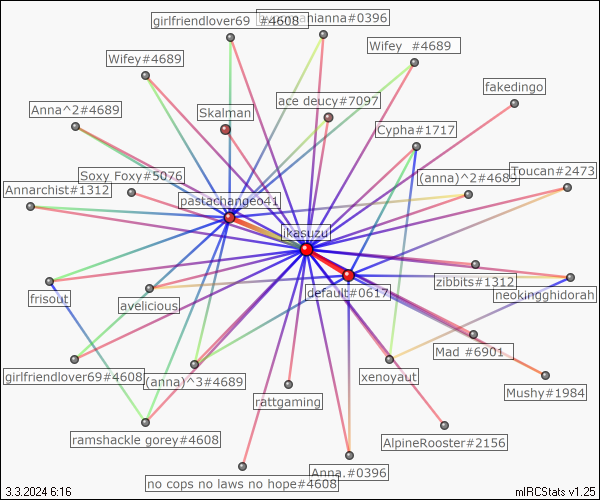 girlfriendlover69 #4608
anianna#0396
Wifey #4689
Wifey#4689
fakedingo
ace deucy#7097
Anna^2#4689
Skalman
Cypha#1717
Soxy Foxy#5076
(anna)^2#4689
Toucan#2473
Annarchist#1312
pastachangeo41
ikasuzu
zibbits#1312
default#0617
neokingghidorah
frisout
avelicious
Mad #6901
girlfriendlover69#4608
(anna)^3#4689
xenoyaut
Mushy#1984
rattgaming
ramshackle gorey#4608
AlpineRooster#2156
Anna.#0396
no cops no laws no hope#4608
3.3.2024 6:16
mIRCStats v1.25